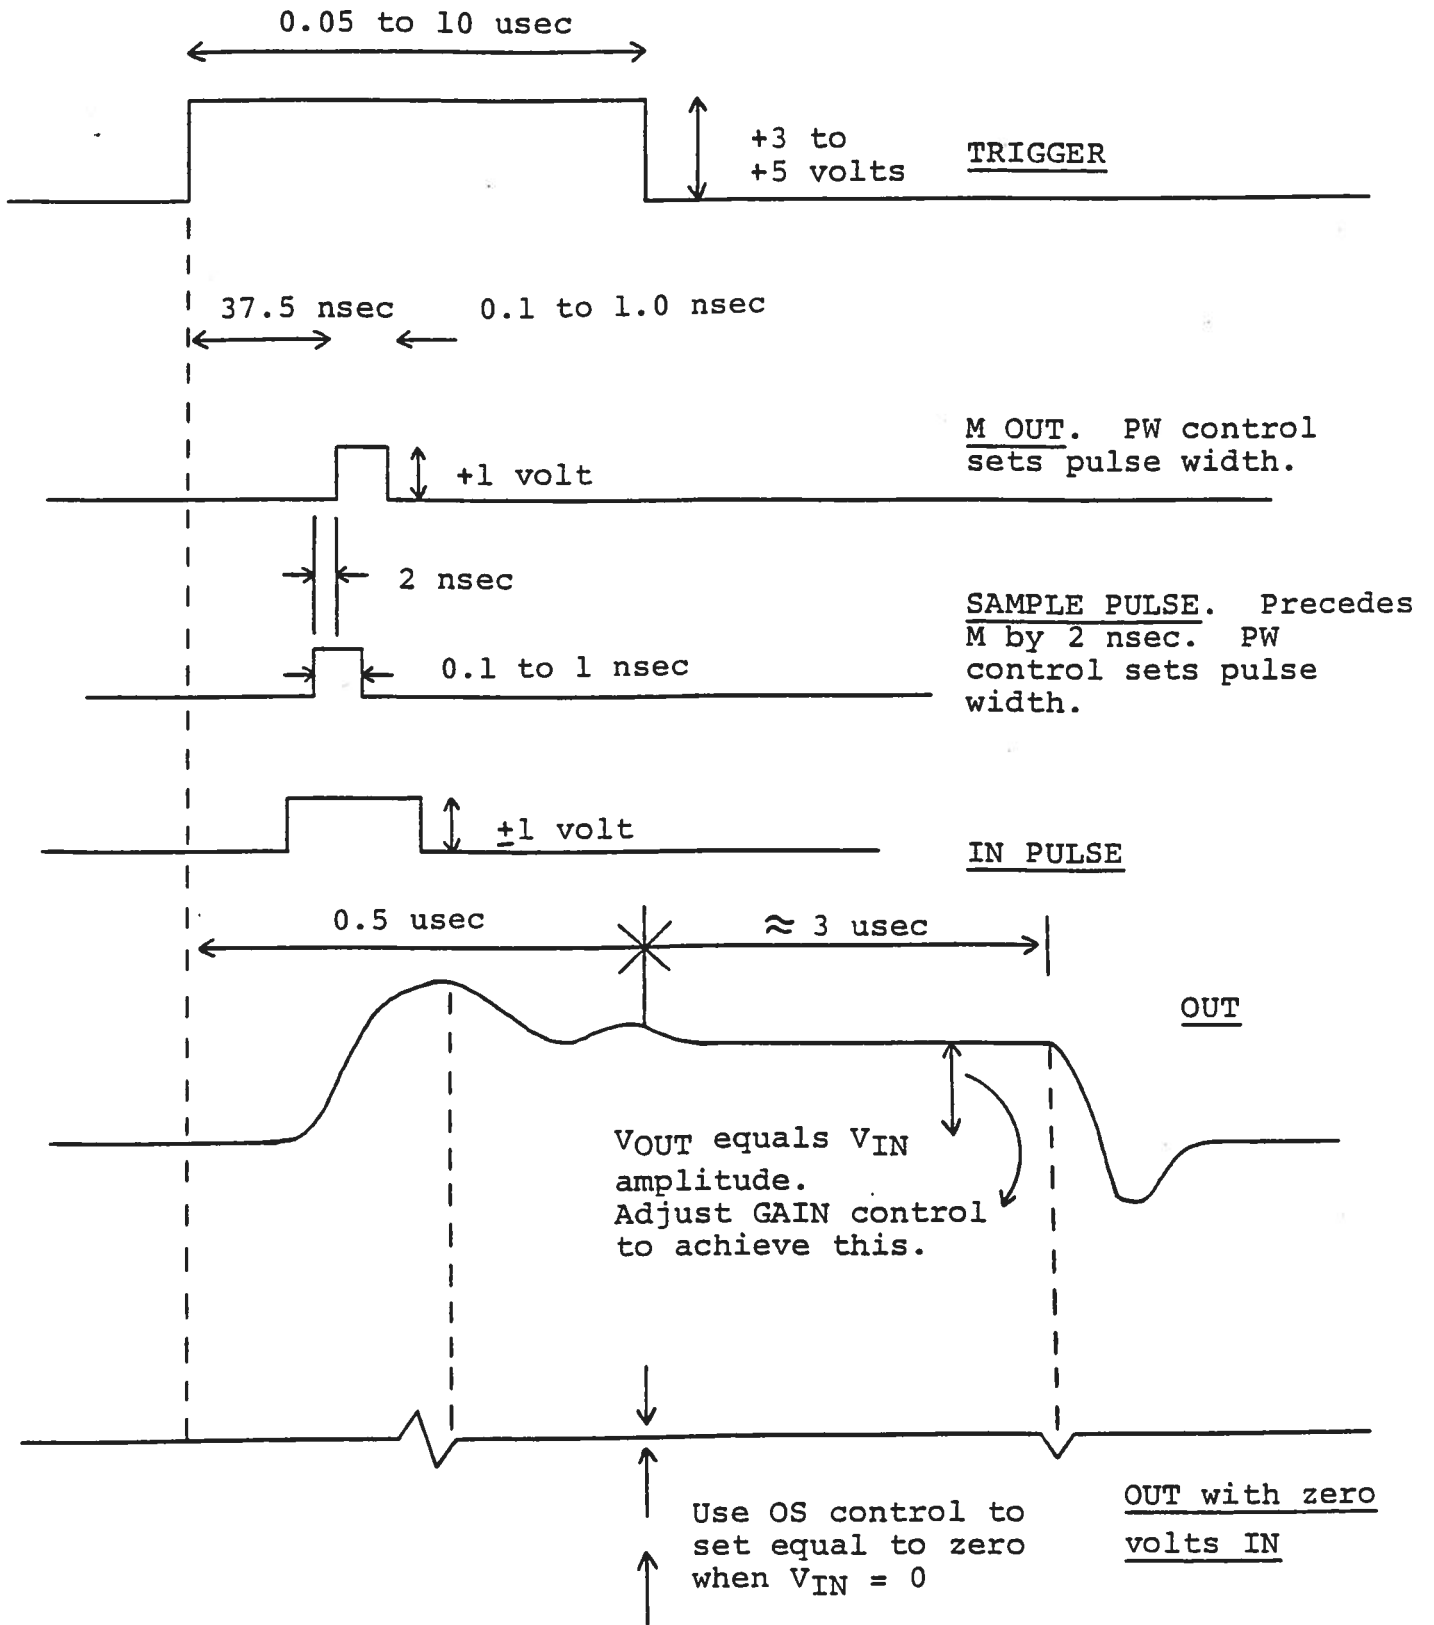 0.05 to 10 usec
+3 to
+5 volts
TRIGGER
37.5 nsec
0.1 to 1.0 nsec
M OUT. PW control
sets pulse width.
+1 volt
2 nsec
SAMPLE PULSE. Precedes
M by 2 nsec. PW
control sets pulse
width.
0.1 to 1 nsec
±1 volt
IN PULSE
0.5 usec
≈ 3 usec
OUT
VOUT equals VIN
amplitude.
Adjust GAIN control
to achieve this.
Use OS control to
set equal to zero
when VIN = 0
OUT with zero
volts IN